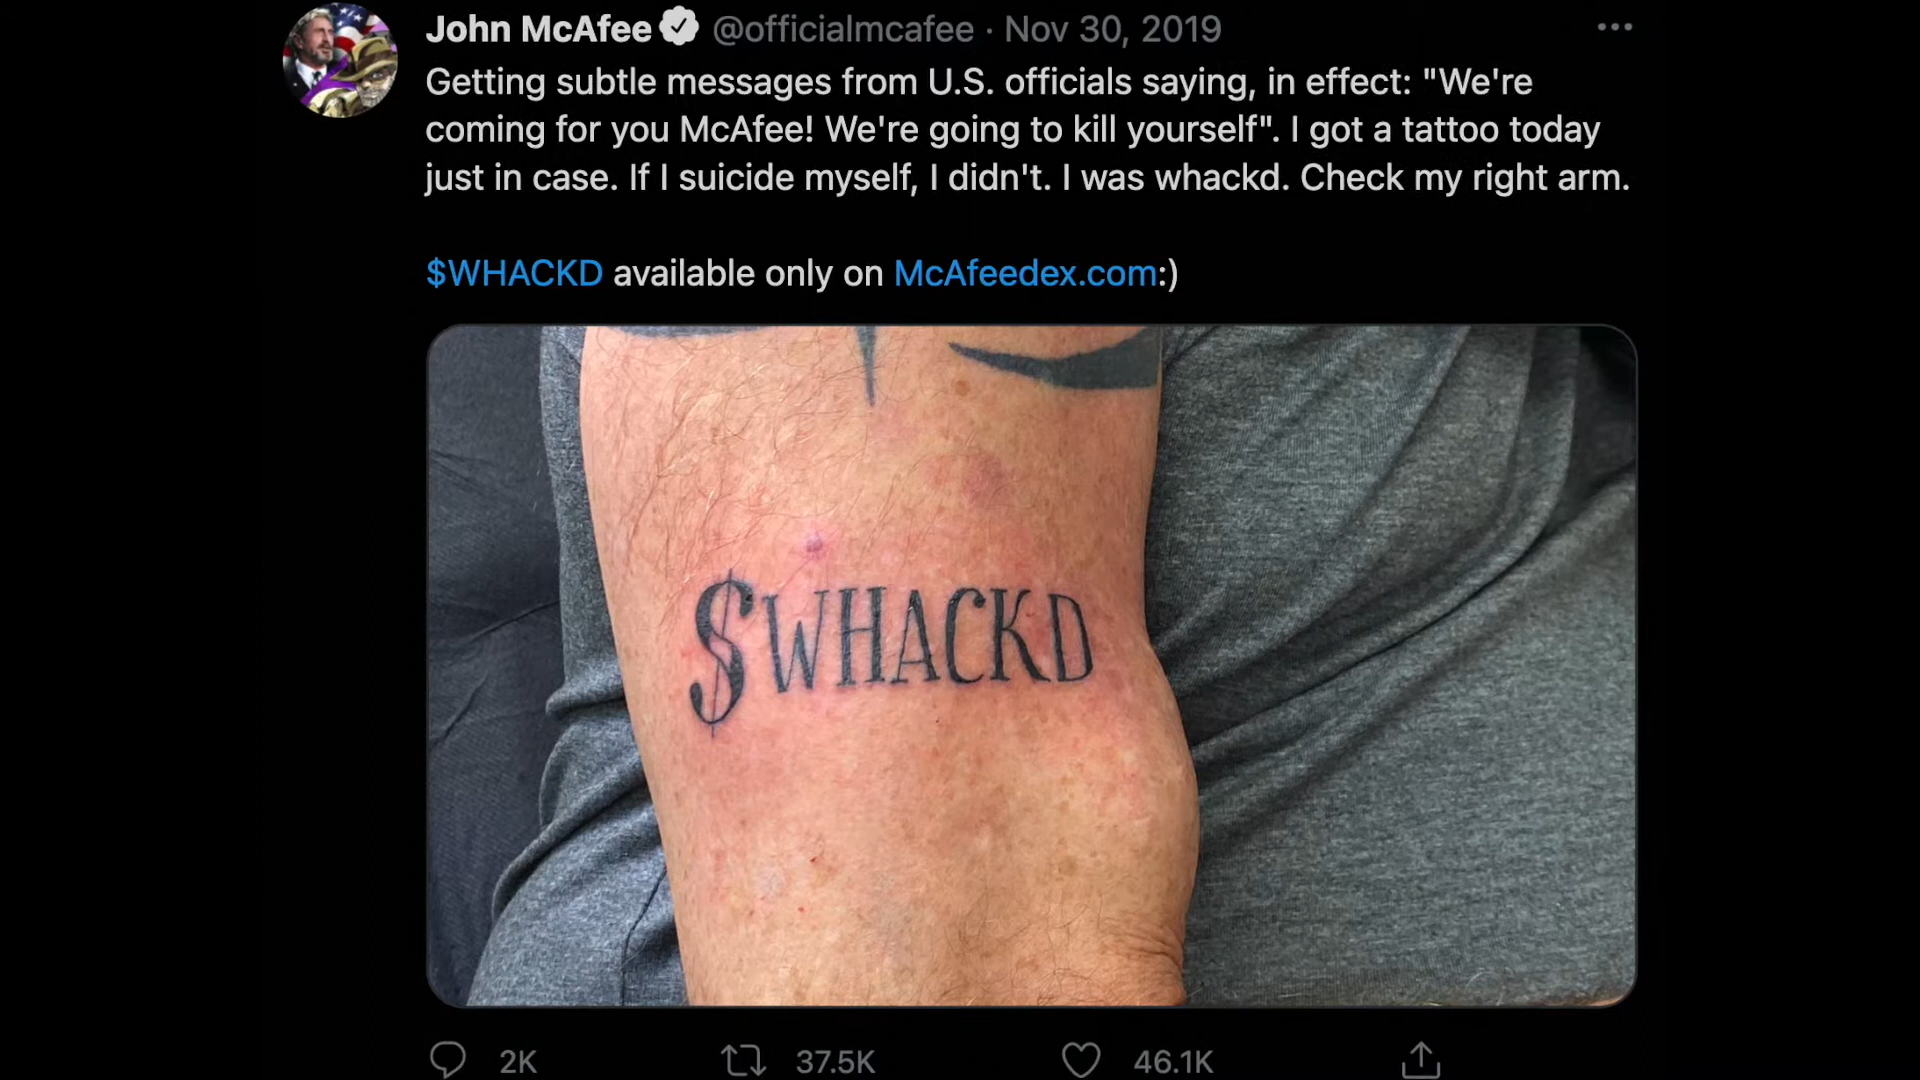 John McAfee @officialmcafee · Nov 30, 2019
Getting subtle messages from U.S. officials saying, in effect: "We're
coming for you McAfee! We're going to kill yourself". I got a tattoo today
just in case. If I suicide myself, I didn't. I was whackd. Check my right arm.
$WHACKD available only on McAfeedex.com:)
$WHACKD
2K 37.5K 46.1K